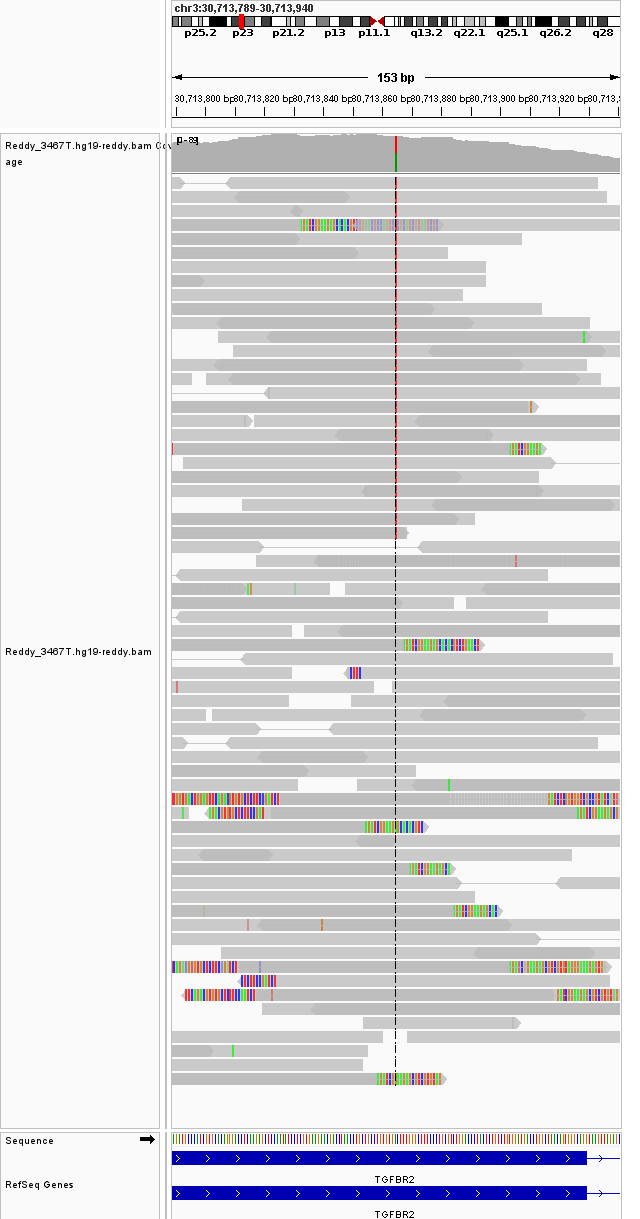 chr3:30,713,789-30,713,940
p25.2 p23 p21.2 p13 p11.1 q13.2 q22.1 q25.1 q26.2 q28
153 bp
30,713,800 bp 30,713,820 bp 30,713,840 bp 30,713,860 bp 30,713,880 bp 30,713,900 bp 30,713,920 bp
Reddy_3467T.hg19-reddy.bam Cov
age
Reddy_3467T.hg19-reddy.bam
Sequence
TGFBR2
RefSeq Genes
TGFBR2